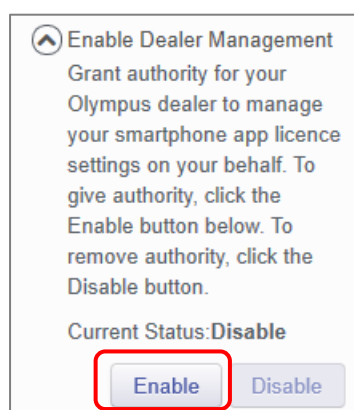 Enable Dealer Management
Grant authority for your
Olympus dealer to manage
your smartphone app licence
settings on your behalf. To
give authority, click the
Enable button below. To
remove authority, click the
Disable button.
Current Status:Disable
Enable Disable